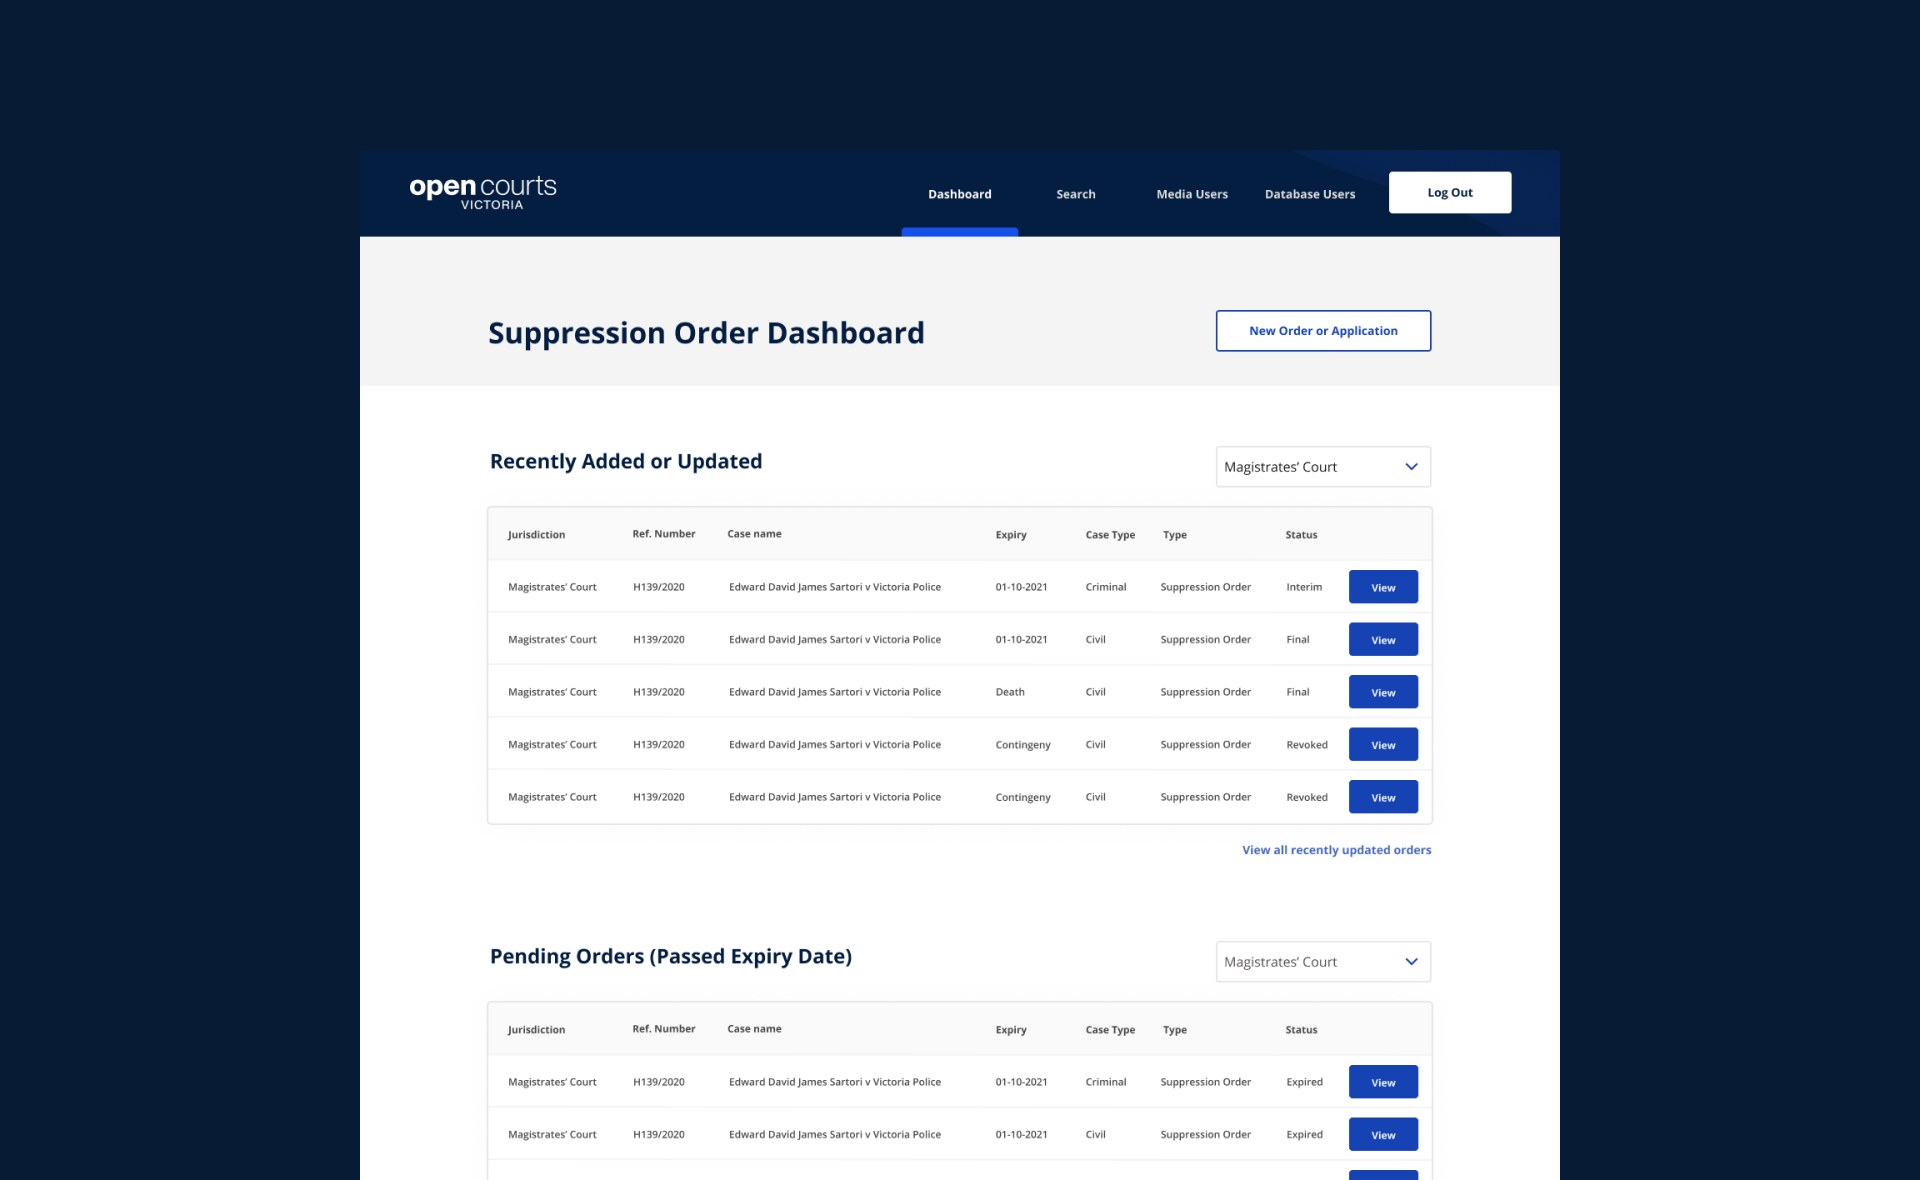 open courts
VICTORIA
Dashboard Search Media Users Database Users Log Out
Suppression Order Dashboard New Order or Application
Recently Added or Updated Magistrates’ Court
Jurisdiction Ref. Number Case name Expiry Case Type Type Status
Magistrates’ Court H139/2020 Edward David James Sartori v Victoria Police 01-10-2021 Criminal Suppression Order Interim View
Magistrates’ Court H139/2020 Edward David James Sartori v Victoria Police 01-10-2021 Civil Suppression Order Final View
Magistrates’ Court H139/2020 Edward David James Sartori v Victoria Police Death Civil Suppression Order Final View
Magistrates’ Court H139/2020 Edward David James Sartori v Victoria Police Contingeny Civil Suppression Order Revoked View
Magistrates’ Court H139/2020 Edward David James Sartori v Victoria Police Contingeny Civil Suppression Order Revoked View
View all recently updated orders
Pending Orders (Passed Expiry Date) Magistrates’ Court
Jurisdiction Ref. Number Case name Expiry Case Type Type Status
Magistrates’ Court H139/2020 Edward David James Sartori v Victoria Police 01-10-2021 Criminal Suppression Order Expired View
Magistrates’ Court H139/2020 Edward David James Sartori v Victoria Police 01-10-2021 Civil Suppression Order Expired View